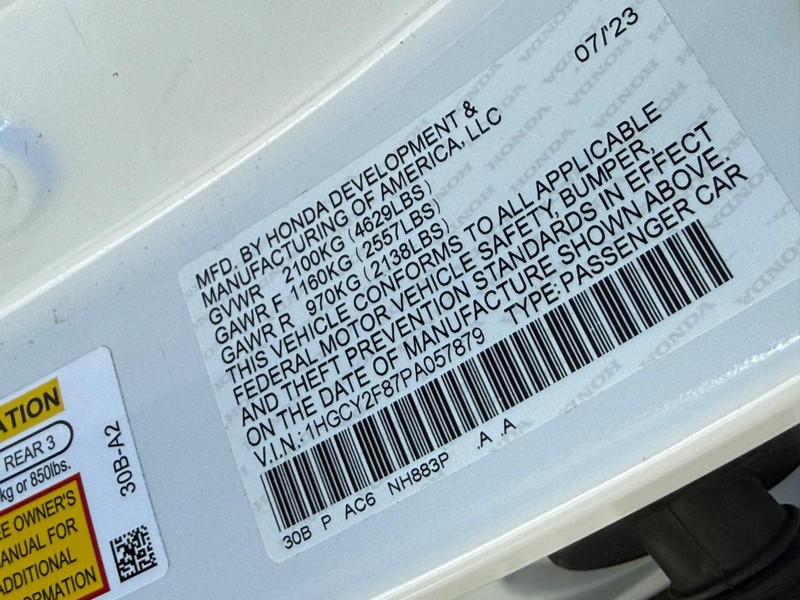 07/'23
MFD. BY HONDA DEVELOPMENT &
MANUFACTURING OF AMERICA, LLC
GVWR 2100KG (4629LBS)
GAWR F 1160KG (2557LBS)
GAWR R 970KG (2138LBS)
THIS VEHICLE CONFORMS TO ALL APPLICABLE
FEDERAL MOTOR VEHICLE SAFETY, BUMPER,
AND THEFT PREVENTION STANDARDS IN EFFECT
ON THE DATE OF MANUFACTURE SHOWN ABOVE.
V.I.N.: 1HGCY2F87PA057879 TYPE: PASSENGER CAR
30B P AC6 NH883P .A .A
ATION
REAR 3
kg or 850lbs.
EE OWNER'S
ANUAL FOR
ADDITIONAL
ORMATION
30B-A2